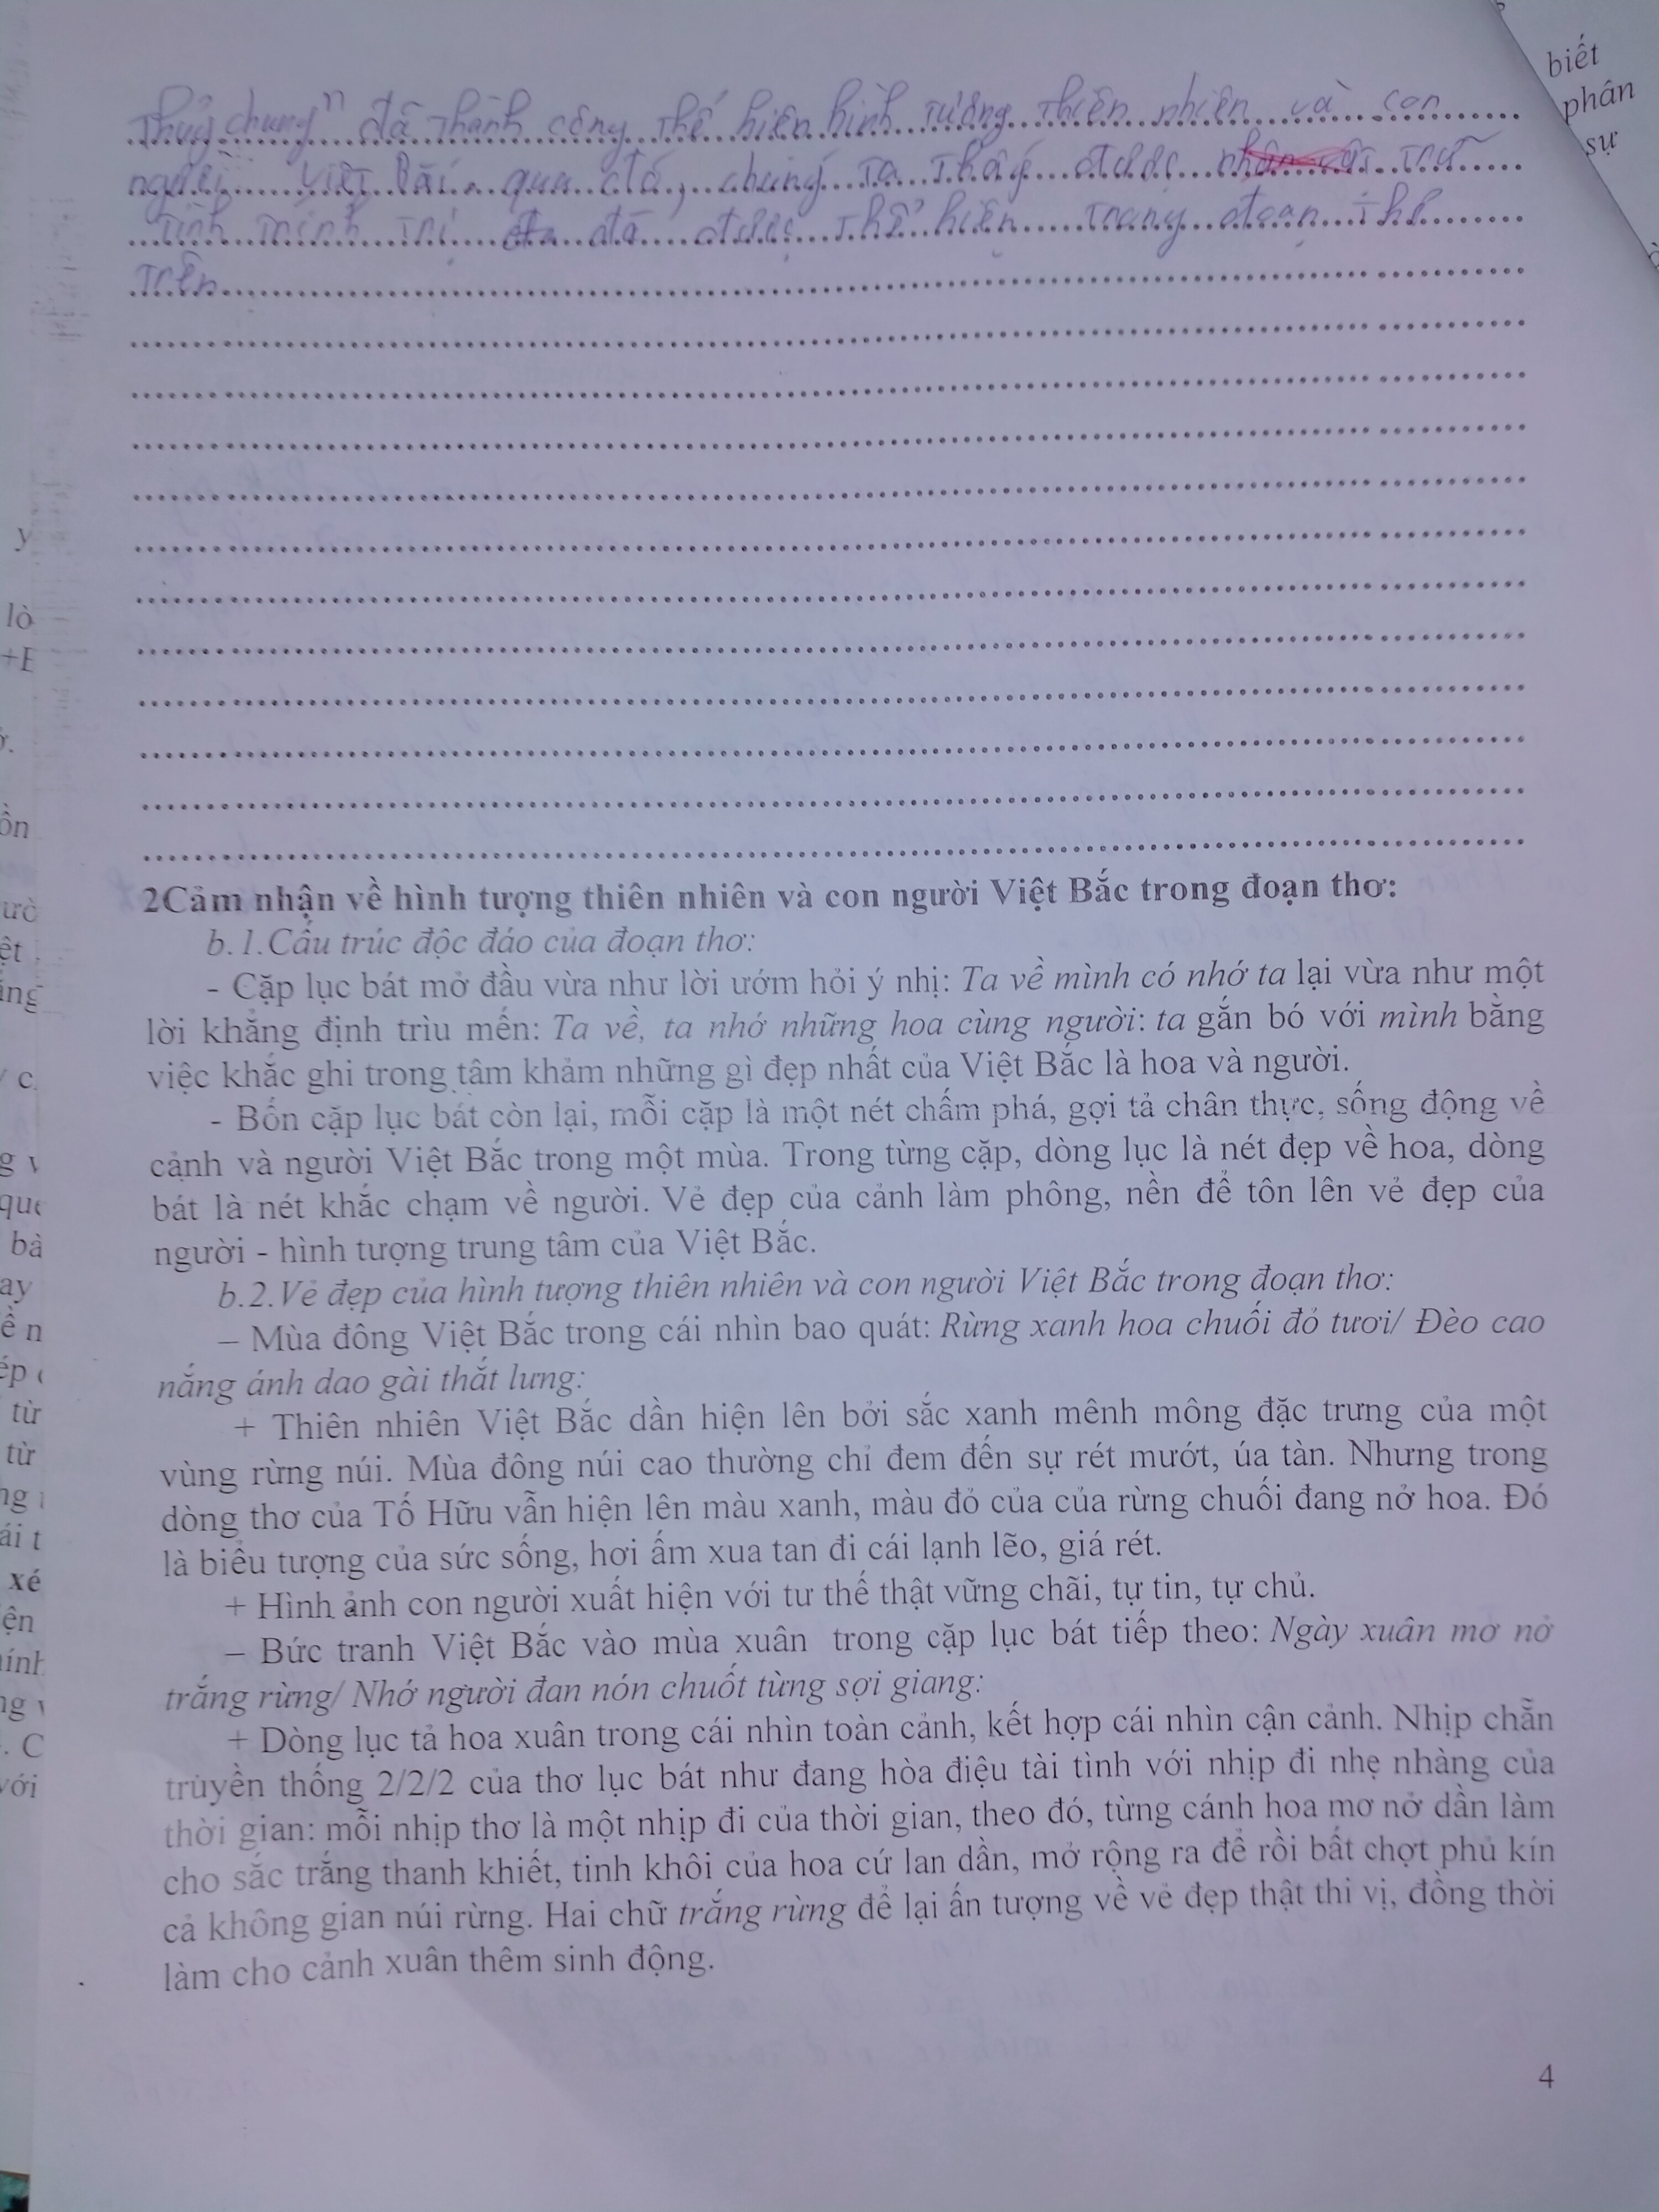 biết
phán
sự
thuỷ chung" đã thành công thể hiện hình tượng thiên nhiên và con
người Việt Bắc. qua đó, chúng ta thấy được trữ
tình chính trị đã được thể hiện trong đoạn thơ
trên
2Cảm nhận về hình tượng thiên nhiên và con người Việt Bắc trong đoạn thơ:
b.1.Cấu trúc độc đáo của đoạn thơ:
- Cặp lục bát mở đầu vừa như lời ướm hỏi ý nhị: Ta về mình có nhớ ta lại vừa như một
lời khẳng định trìu mến: Ta về, ta nhớ những hoa cùng người: ta gắn bó với mình bằng
việc khắc ghi trong tâm khảm những gì đẹp nhất của Việt Bắc là hoa và người.
- Bốn cặp lục bát còn lại, mỗi cặp là một nét chấm phá, gợi tả chân thực, sống động về
cảnh và người Việt Bắc trong một mùa. Trong từng cặp, dòng lục là nét đẹp về hoa, dòng
bát là nét khắc chạm về người. Vẻ đẹp của cảnh làm phông, nền để tôn lên vẻ đẹp của
người - hình tượng trung tâm của Việt Bắc.
b.2.Vẻ đẹp của hình tượng thiên nhiên và con người Việt Bắc trong đoạn thơ:
– Mùa đông Việt Bắc trong cái nhìn bao quát: Rừng xanh hoa chuối đỏ tươi/ Đèo cao
nắng ánh dao gài thắt lưng:
+ Thiên nhiên Việt Bắc dần hiện lên bởi sắc xanh mênh mông đặc trưng của một
vùng rừng núi. Mùa đông núi cao thường chỉ đem đến sự rét mướt, úa tàn. Nhưng trong
dòng thơ của Tố Hữu vẫn hiện lên màu xanh, màu đỏ của của rừng chuối đang nở hoa. Đó
là biểu tượng của sức sống, hơi ấm xua tan đi cái lạnh lẽo, giá rét.
+ Hình ảnh con người xuất hiện với tư thế thật vững chãi, tự tin, tự chủ.
– Bức tranh Việt Bắc vào mùa xuân trong cặp lục bát tiếp theo: Ngày xuân mơ nở
trắng rừng/ Nhớ người đan nón chuốt từng sợi giang:
+ Dòng lục tả hoa xuân trong cái nhìn toàn cảnh, kết hợp cái nhìn cận cảnh. Nhịp chẵn
truyền thống 2/2/2 của thơ lục bát như đang hòa điệu tài tình với nhịp đi nhẹ nhàng của
thời gian: mỗi nhịp thơ là một nhịp đi của thời gian, theo đó, từng cánh hoa mơ nở dần làm
cho sắc trắng thanh khiết, tinh khôi của hoa cứ lan dần, mở rộng ra để rồi bất chợt phủ kín
cả không gian núi rừng. Hai chữ trắng rừng để lại ấn tượng về vẻ đẹp thật thi vị, đồng thời
làm cho cảnh xuân thêm sinh động.
4